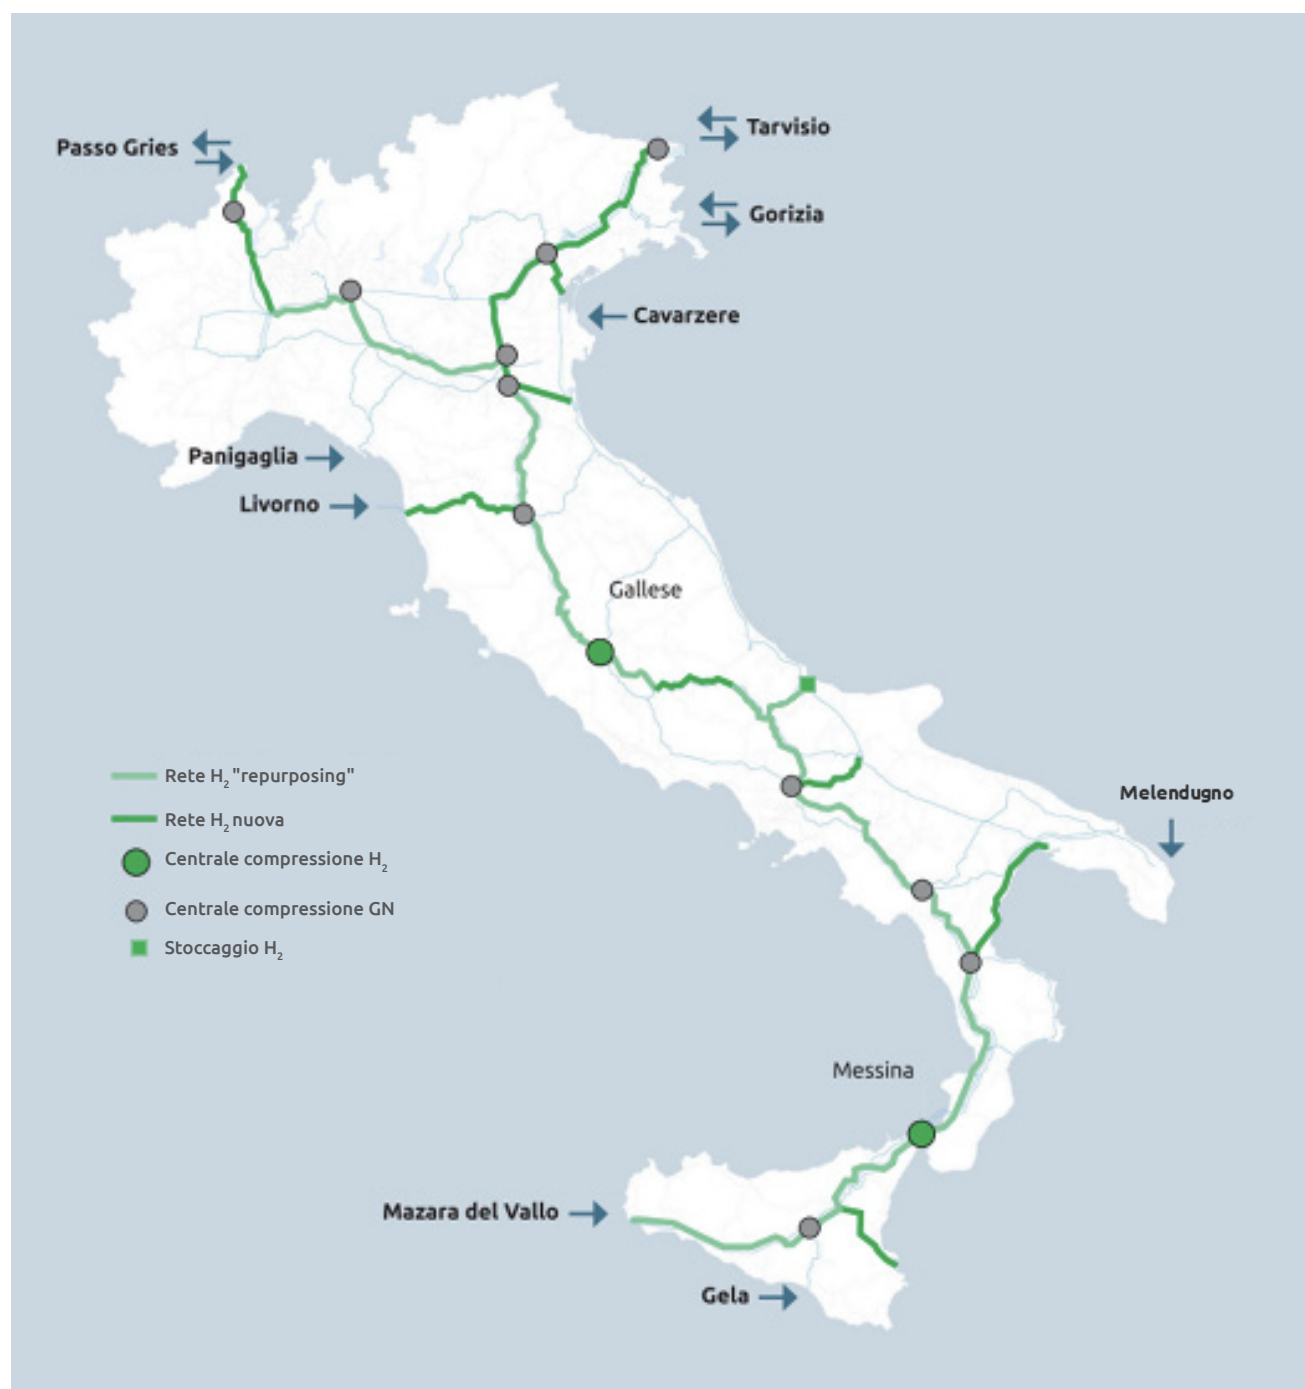 Tarvisio
Passo Gries
Gorizia
Cavarzere
Panigaglia
Livorno
Gallese
Rete H₂ "repurposing"
Melendugno
Rete H₂ nuova
Centrale compressione H₂
Centrale compressione GN
Stoccaggio H₂
Messina
Mazara del Vallo
Gela